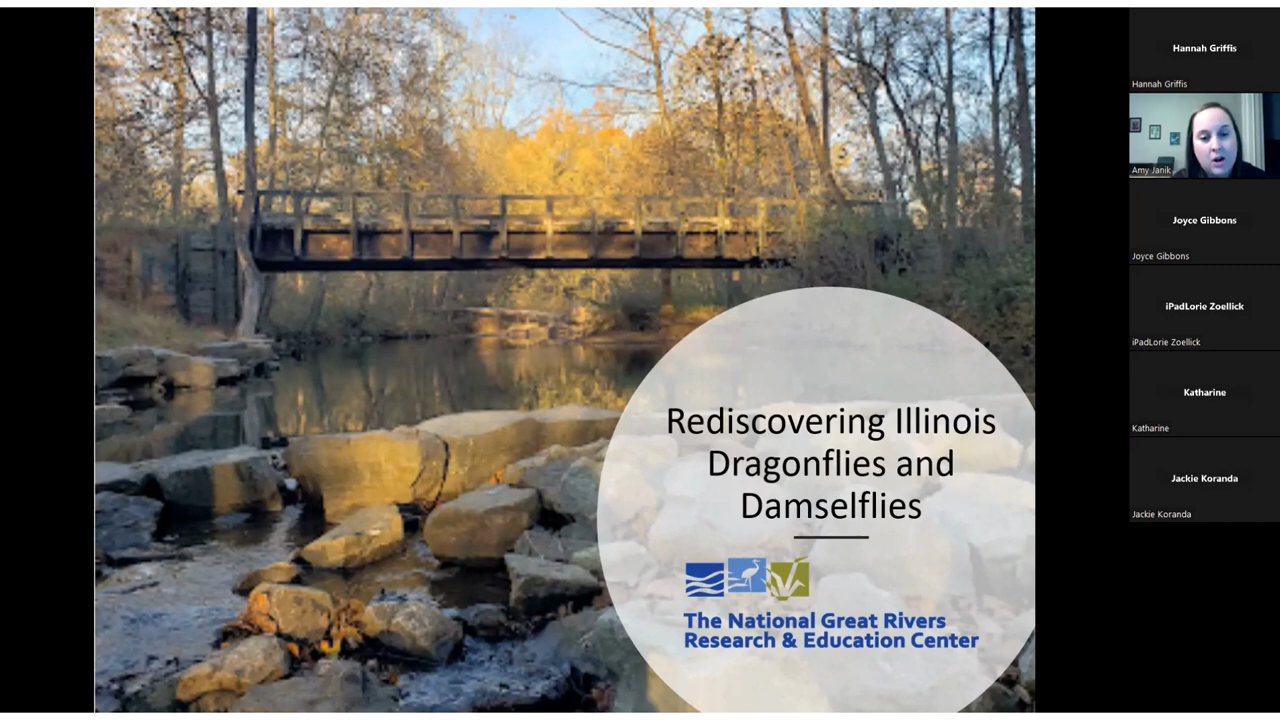 Rediscovering Illinois
Dragonflies and
Damselflies
The National Great Rivers
Research & Education Center
Hannah Griffis
Hannah Griffis
Amy Janik
Joyce Gibbons
Joyce Gibbons
iPadLorie Zoellick
iPadLorie Zoellick
Katharine
Katharine
Jackie Koranda
Jackie Koranda